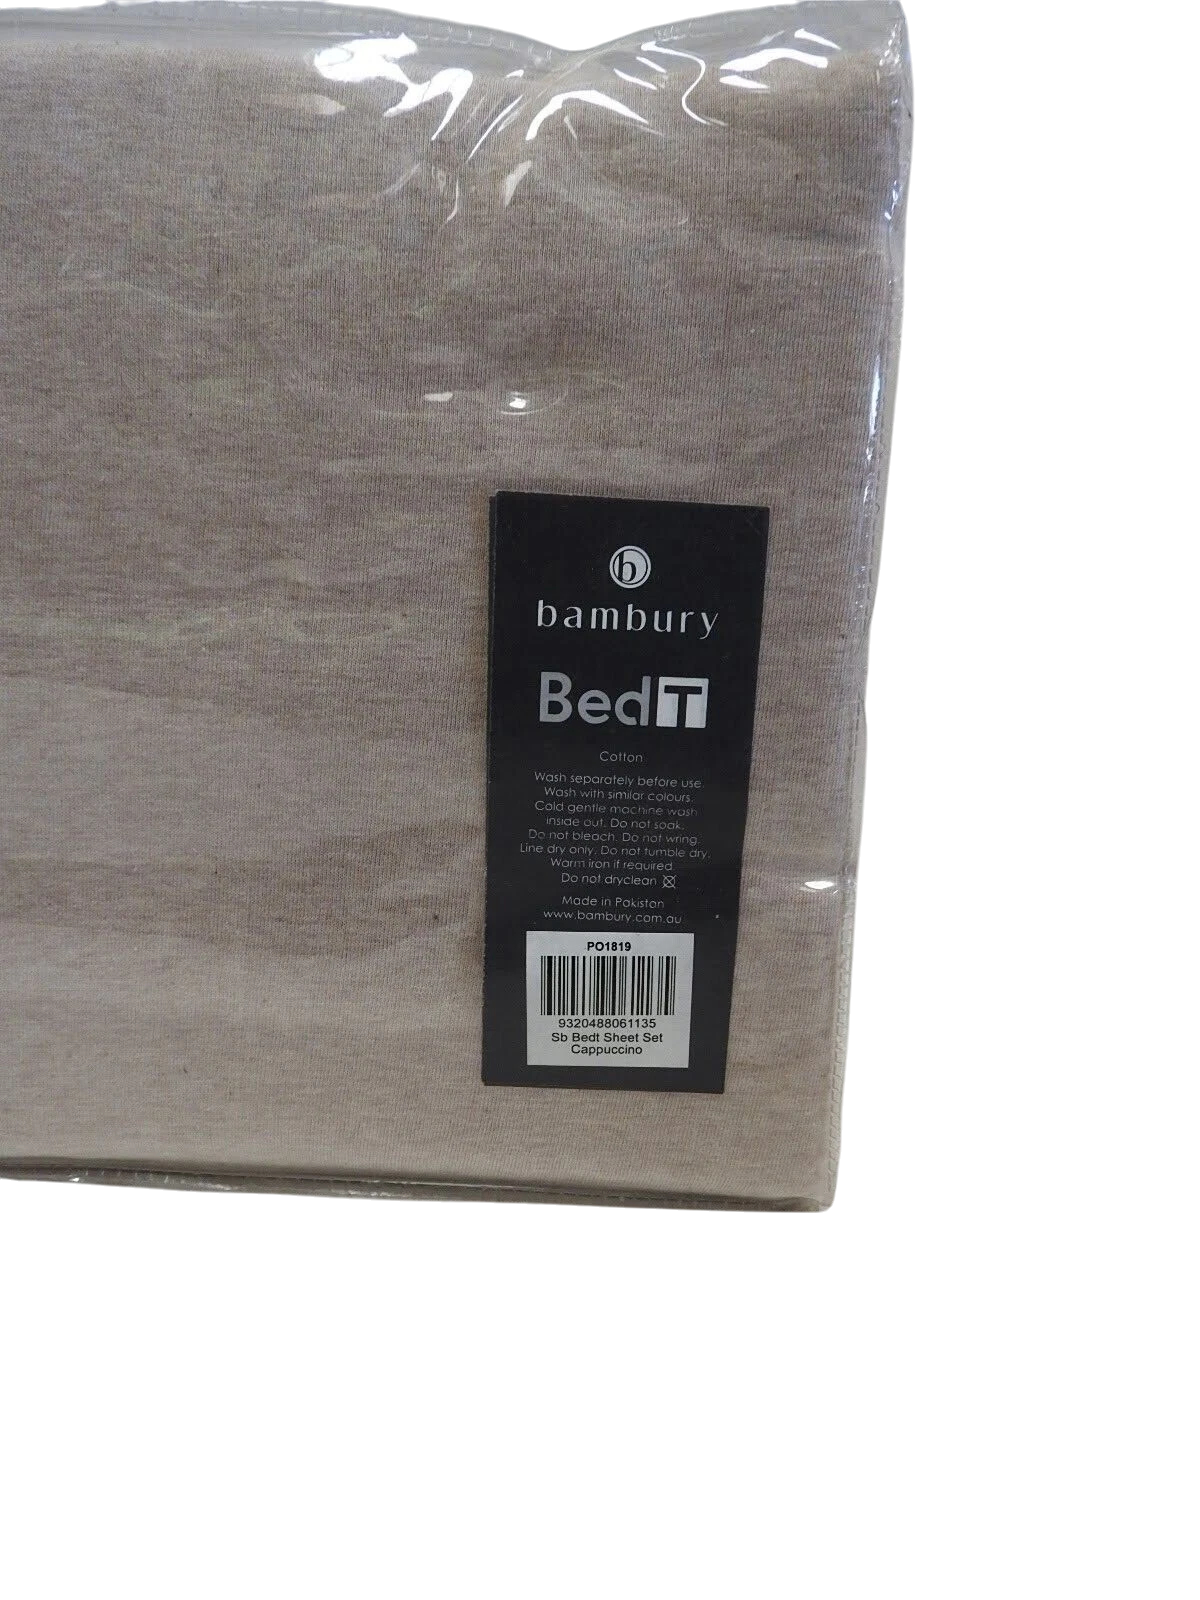 b
bambury
BedT
Cotton
Wash separately before use.
Wash with similar colours.
Cold gentle machine wash
inside out. Do not soak.
Do not bleach. Do not wring.
Line dry only. Do not tumble dry.
Warm iron if required.
Do not dryclean
Made in Pakistan
www.bambury.com.au
PO1819
9320488061135
Sb Bedt Sheet Set
Cappuccino